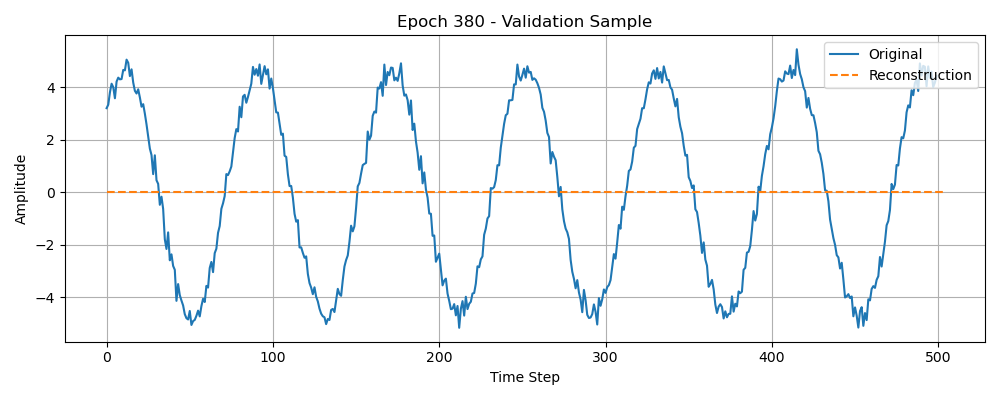 Epoch 380 - Validation Sample
Original
Reconstruction
Amplitude
4
2
0
−2
−4
0 100 200 300 400 500
Time Step